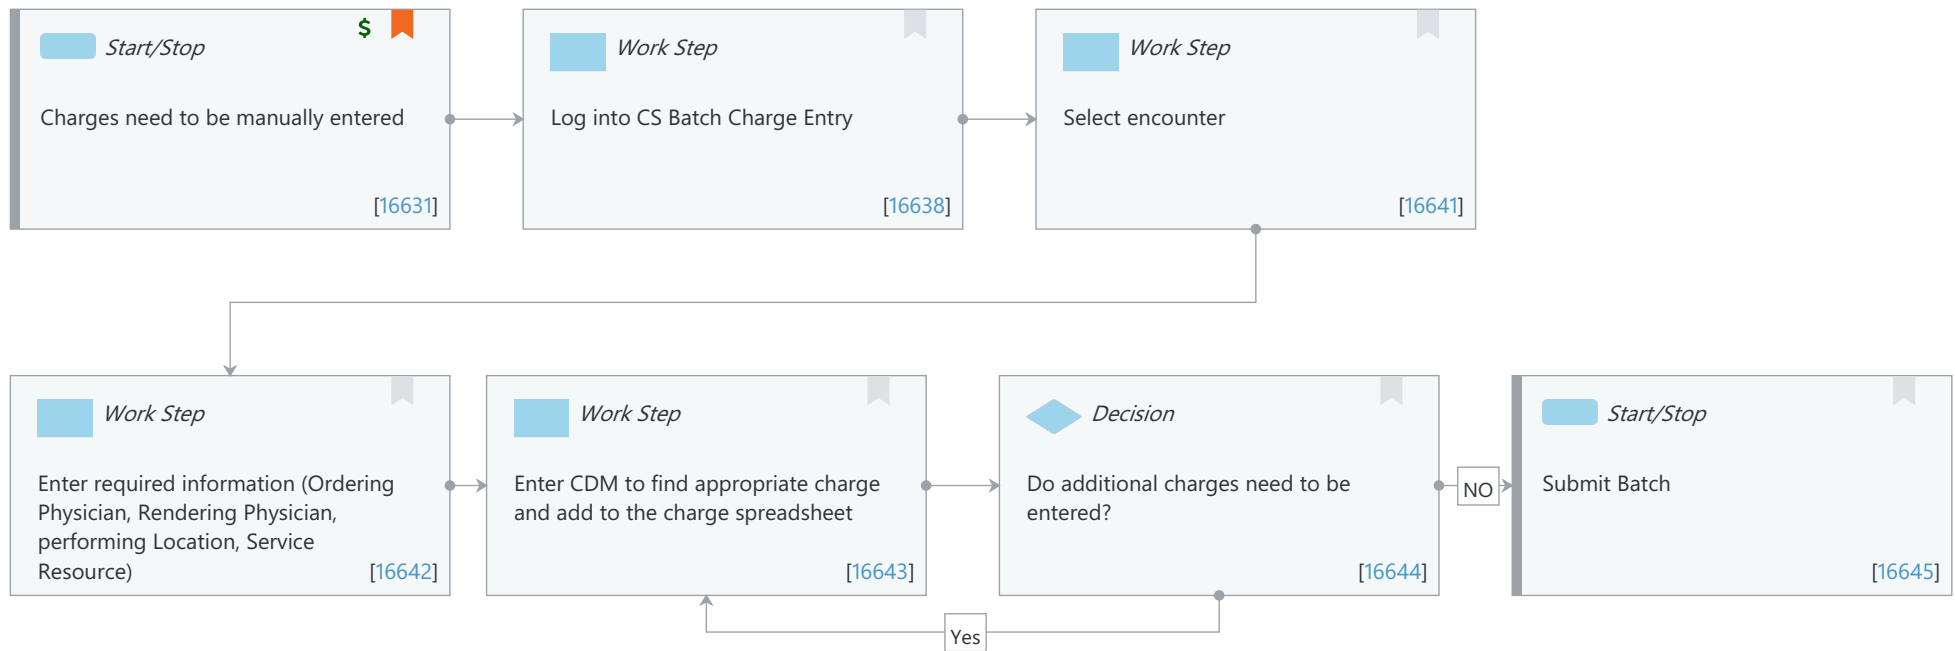 $
Start/Stop
Charges need to be manually entered
[16631]
Work Step
Log into CS Batch Charge Entry
[16638]
Work Step
Select encounter
[16641]
Work Step
Enter required information (Ordering
Physician, Rendering Physician,
performing Location, Service
Resource)
[16642]
Work Step
Enter CDM to find appropriate charge
and add to the charge spreadsheet
[16643]
Decision
Do additional charges need to be
entered?
[16644]
NO
Start/Stop
Submit Batch
[16645]
Yes